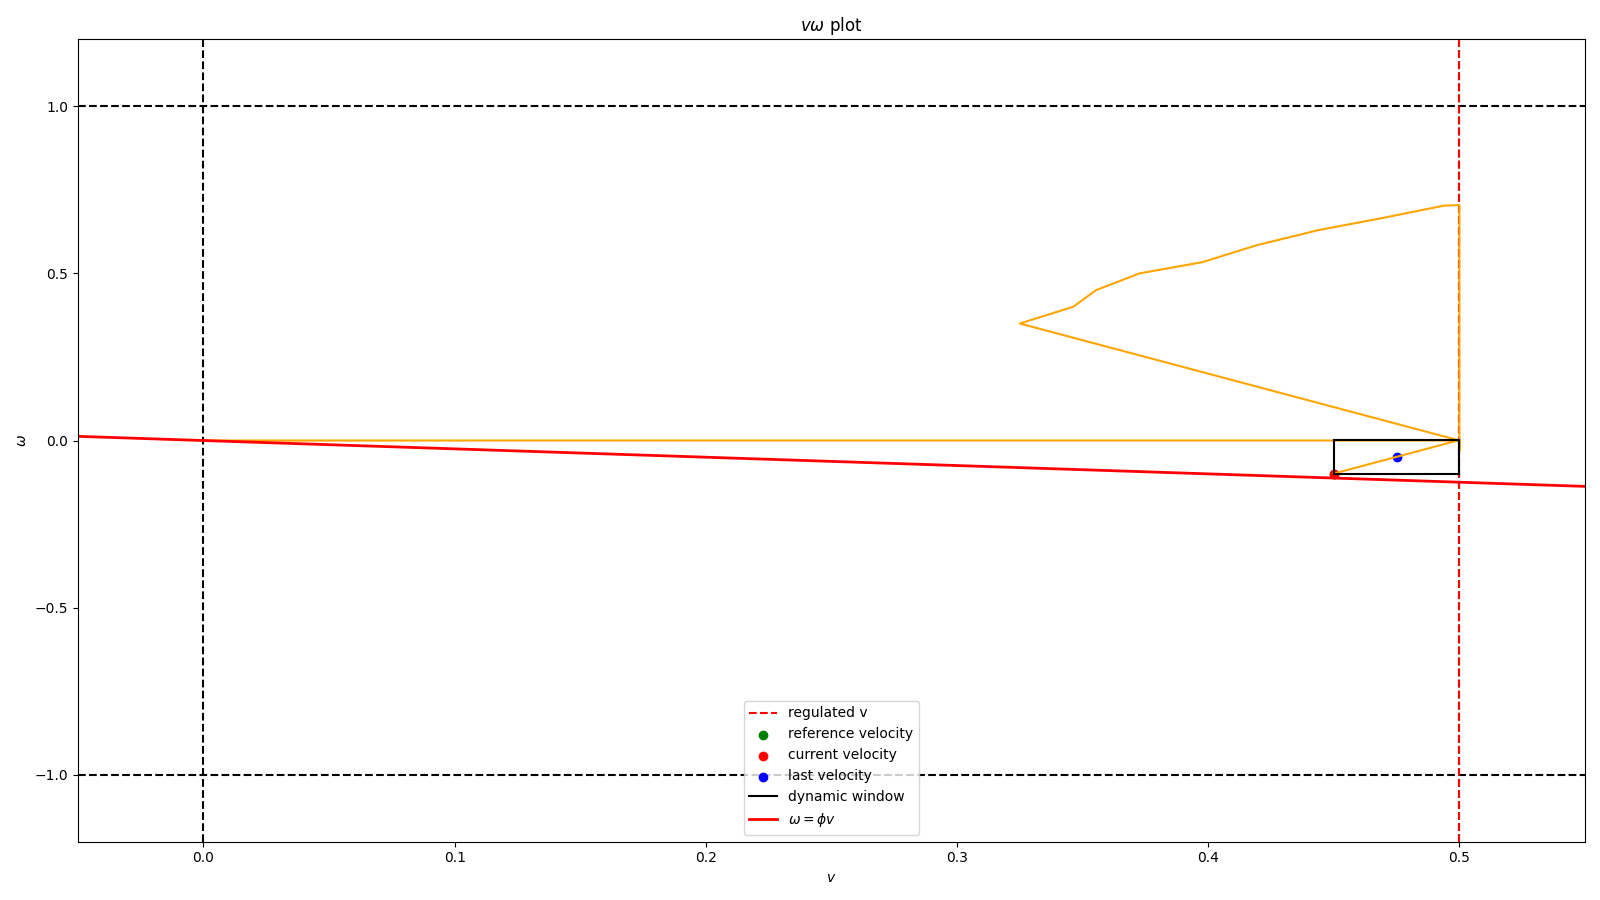 vω plot
1.0
0.5
0.0
−0.5
−1.0
ω
0.0 0.1 0.2 0.3 0.4 0.5
v
regulated v
reference velocity
current velocity
last velocity
dynamic window
ω = ϕv